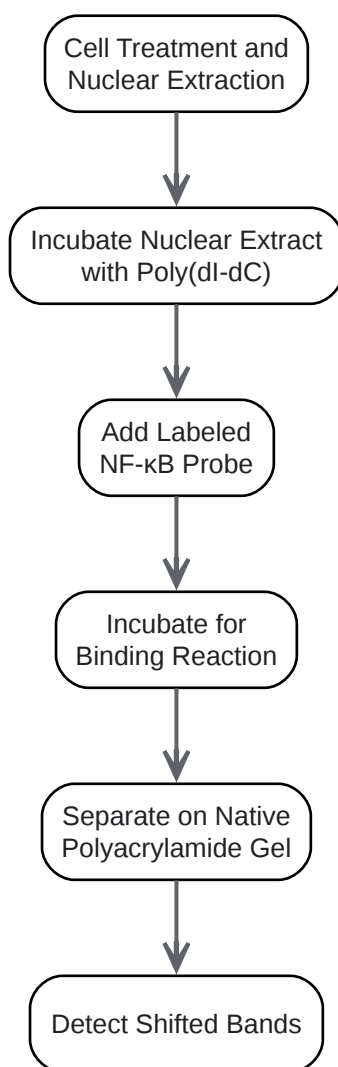 Cell Treatment and
Nuclear Extraction
Incubate Nuclear Extract
with Poly(dI-dC)
Add Labeled
NF-κB Probe
Incubate for
Binding Reaction
Separate on Native
Polyacrylamide Gel
Detect Shifted Bands